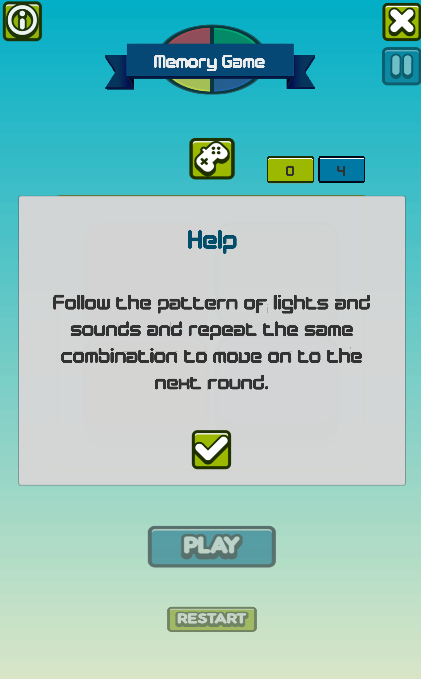 Memory Game
0 4
Help
Follow the pattern of lights and
sounds and repeat the same
combination to move on to the
next round.
PLAY
RESTART